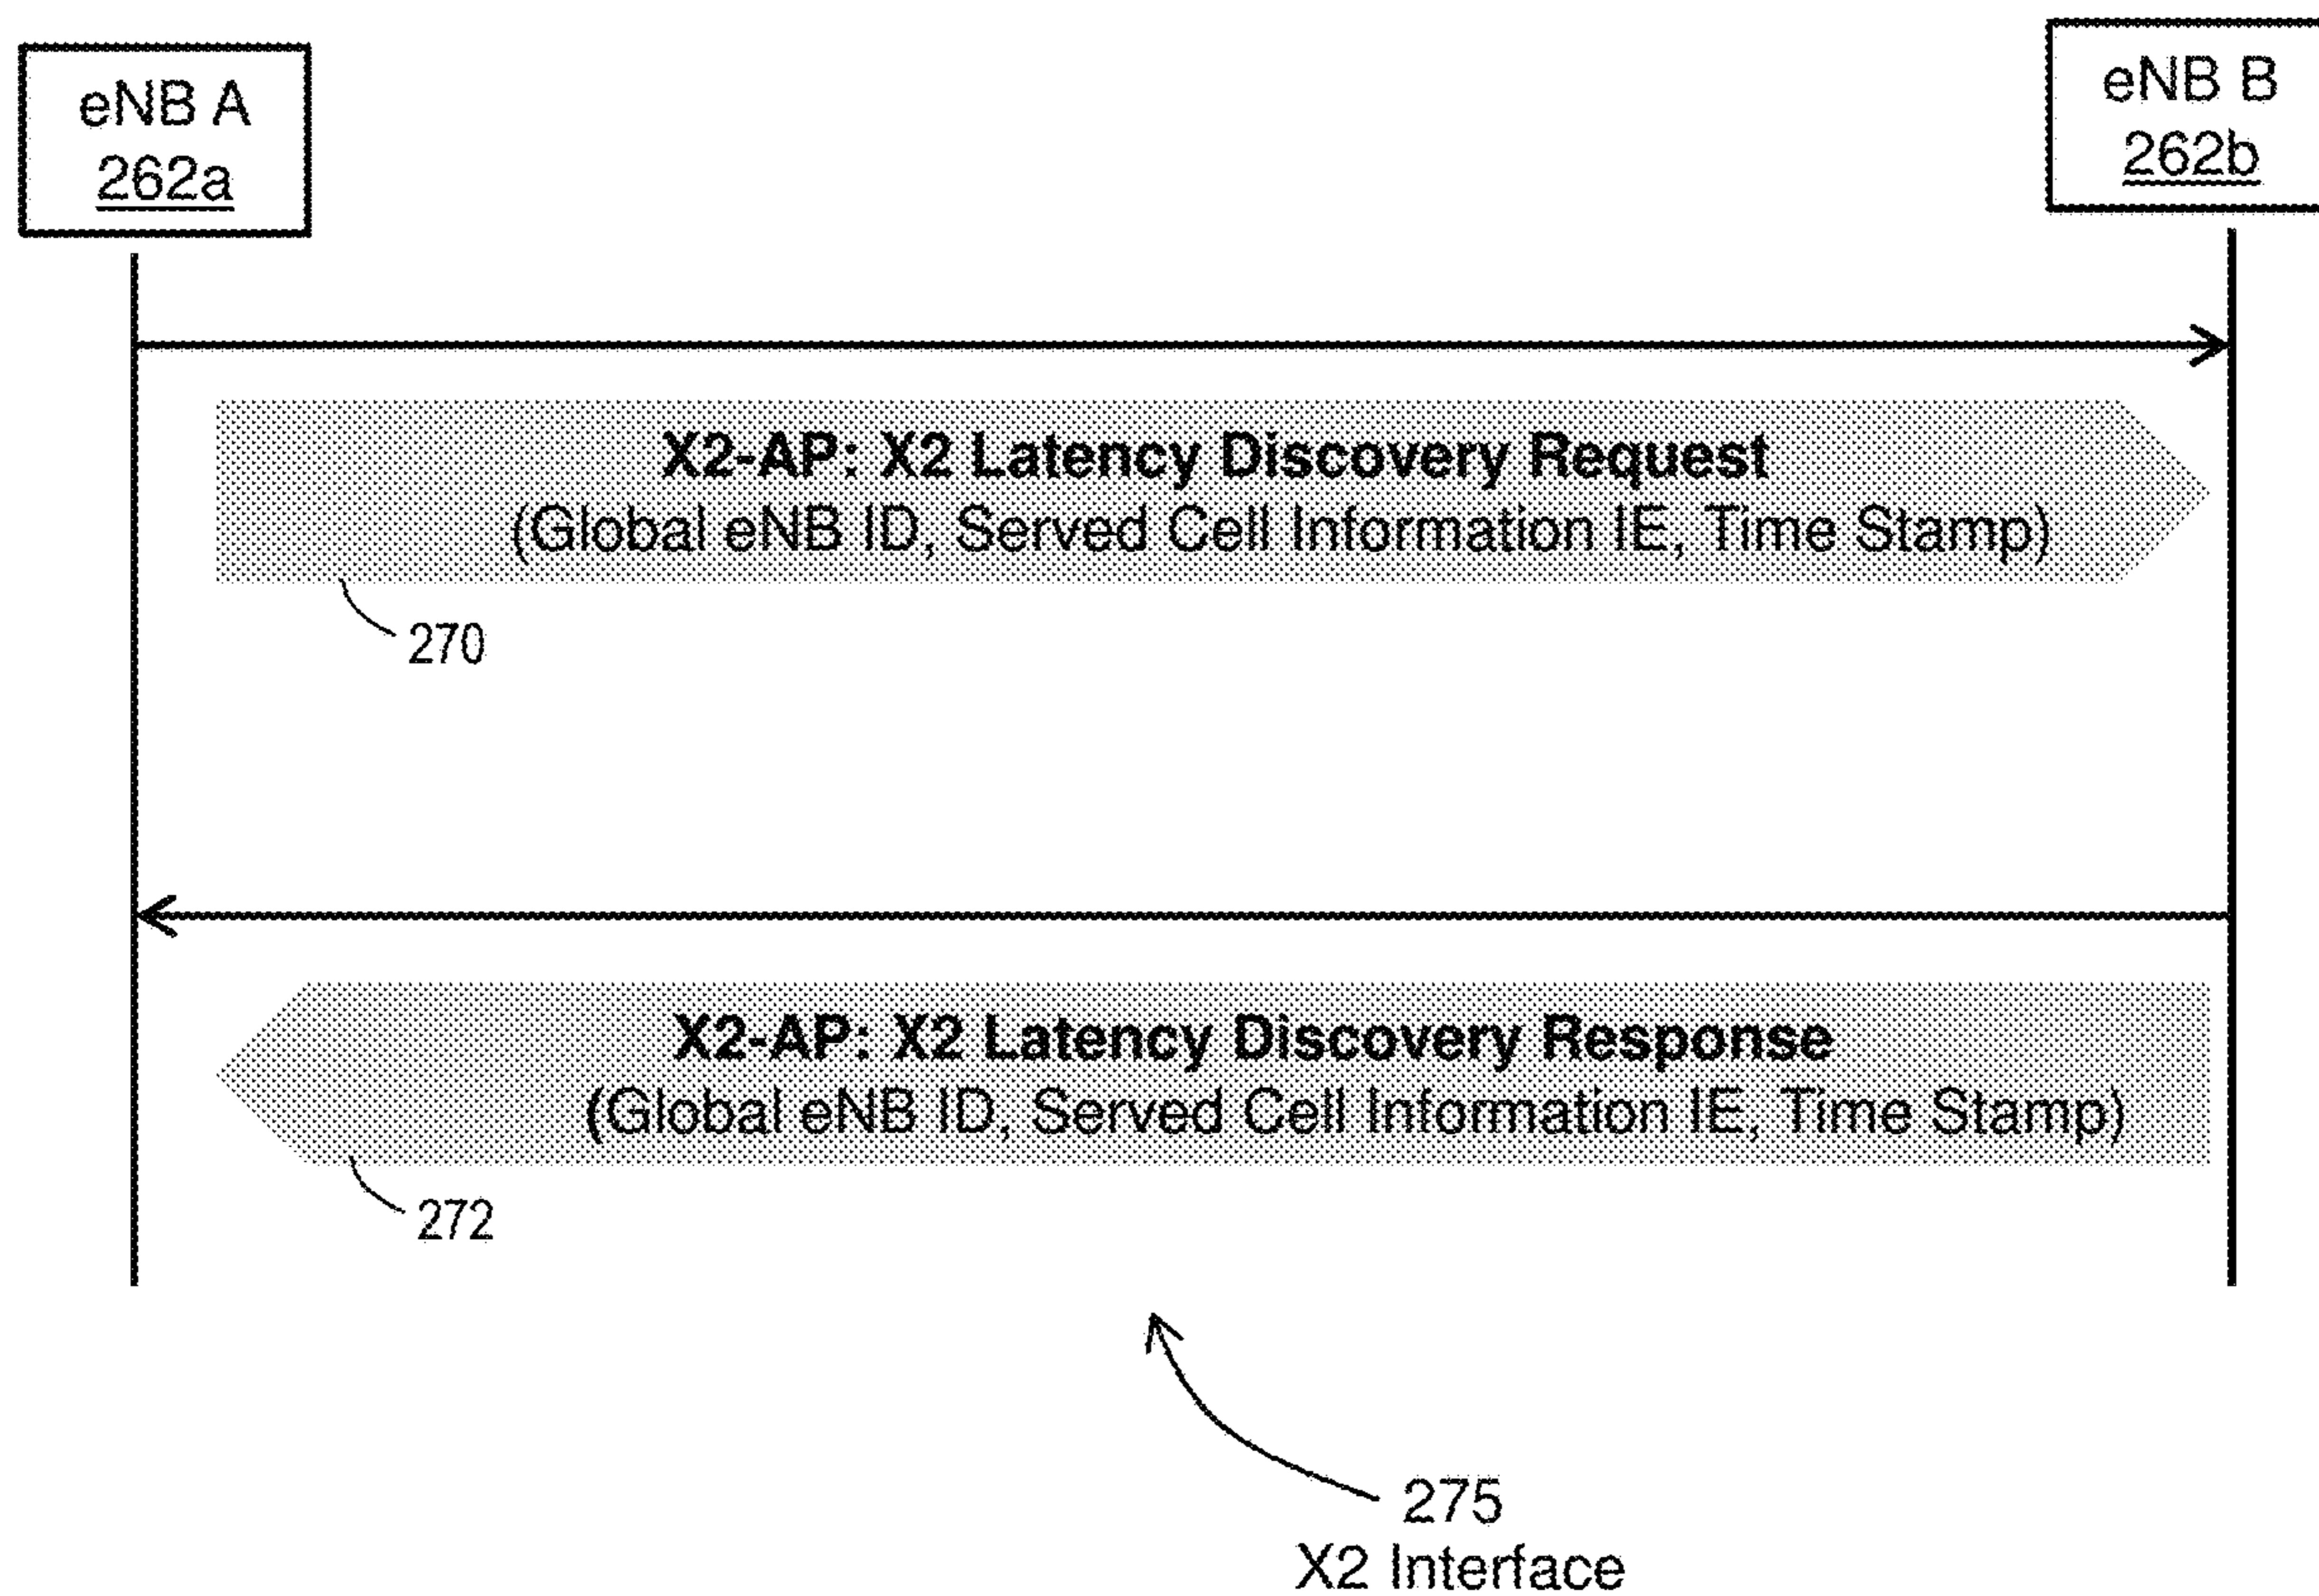 eNB A
262a
eNB B
262b
X2-AP: X2 Latency Discovery Request
(Global eNB ID, Served Cell Information IE, Time Stamp)
270
X2-AP: X2 Latency Discovery Response
(Global eNB ID, Served Cell Information IE, Time Stamp)
272
275
X2 Interface